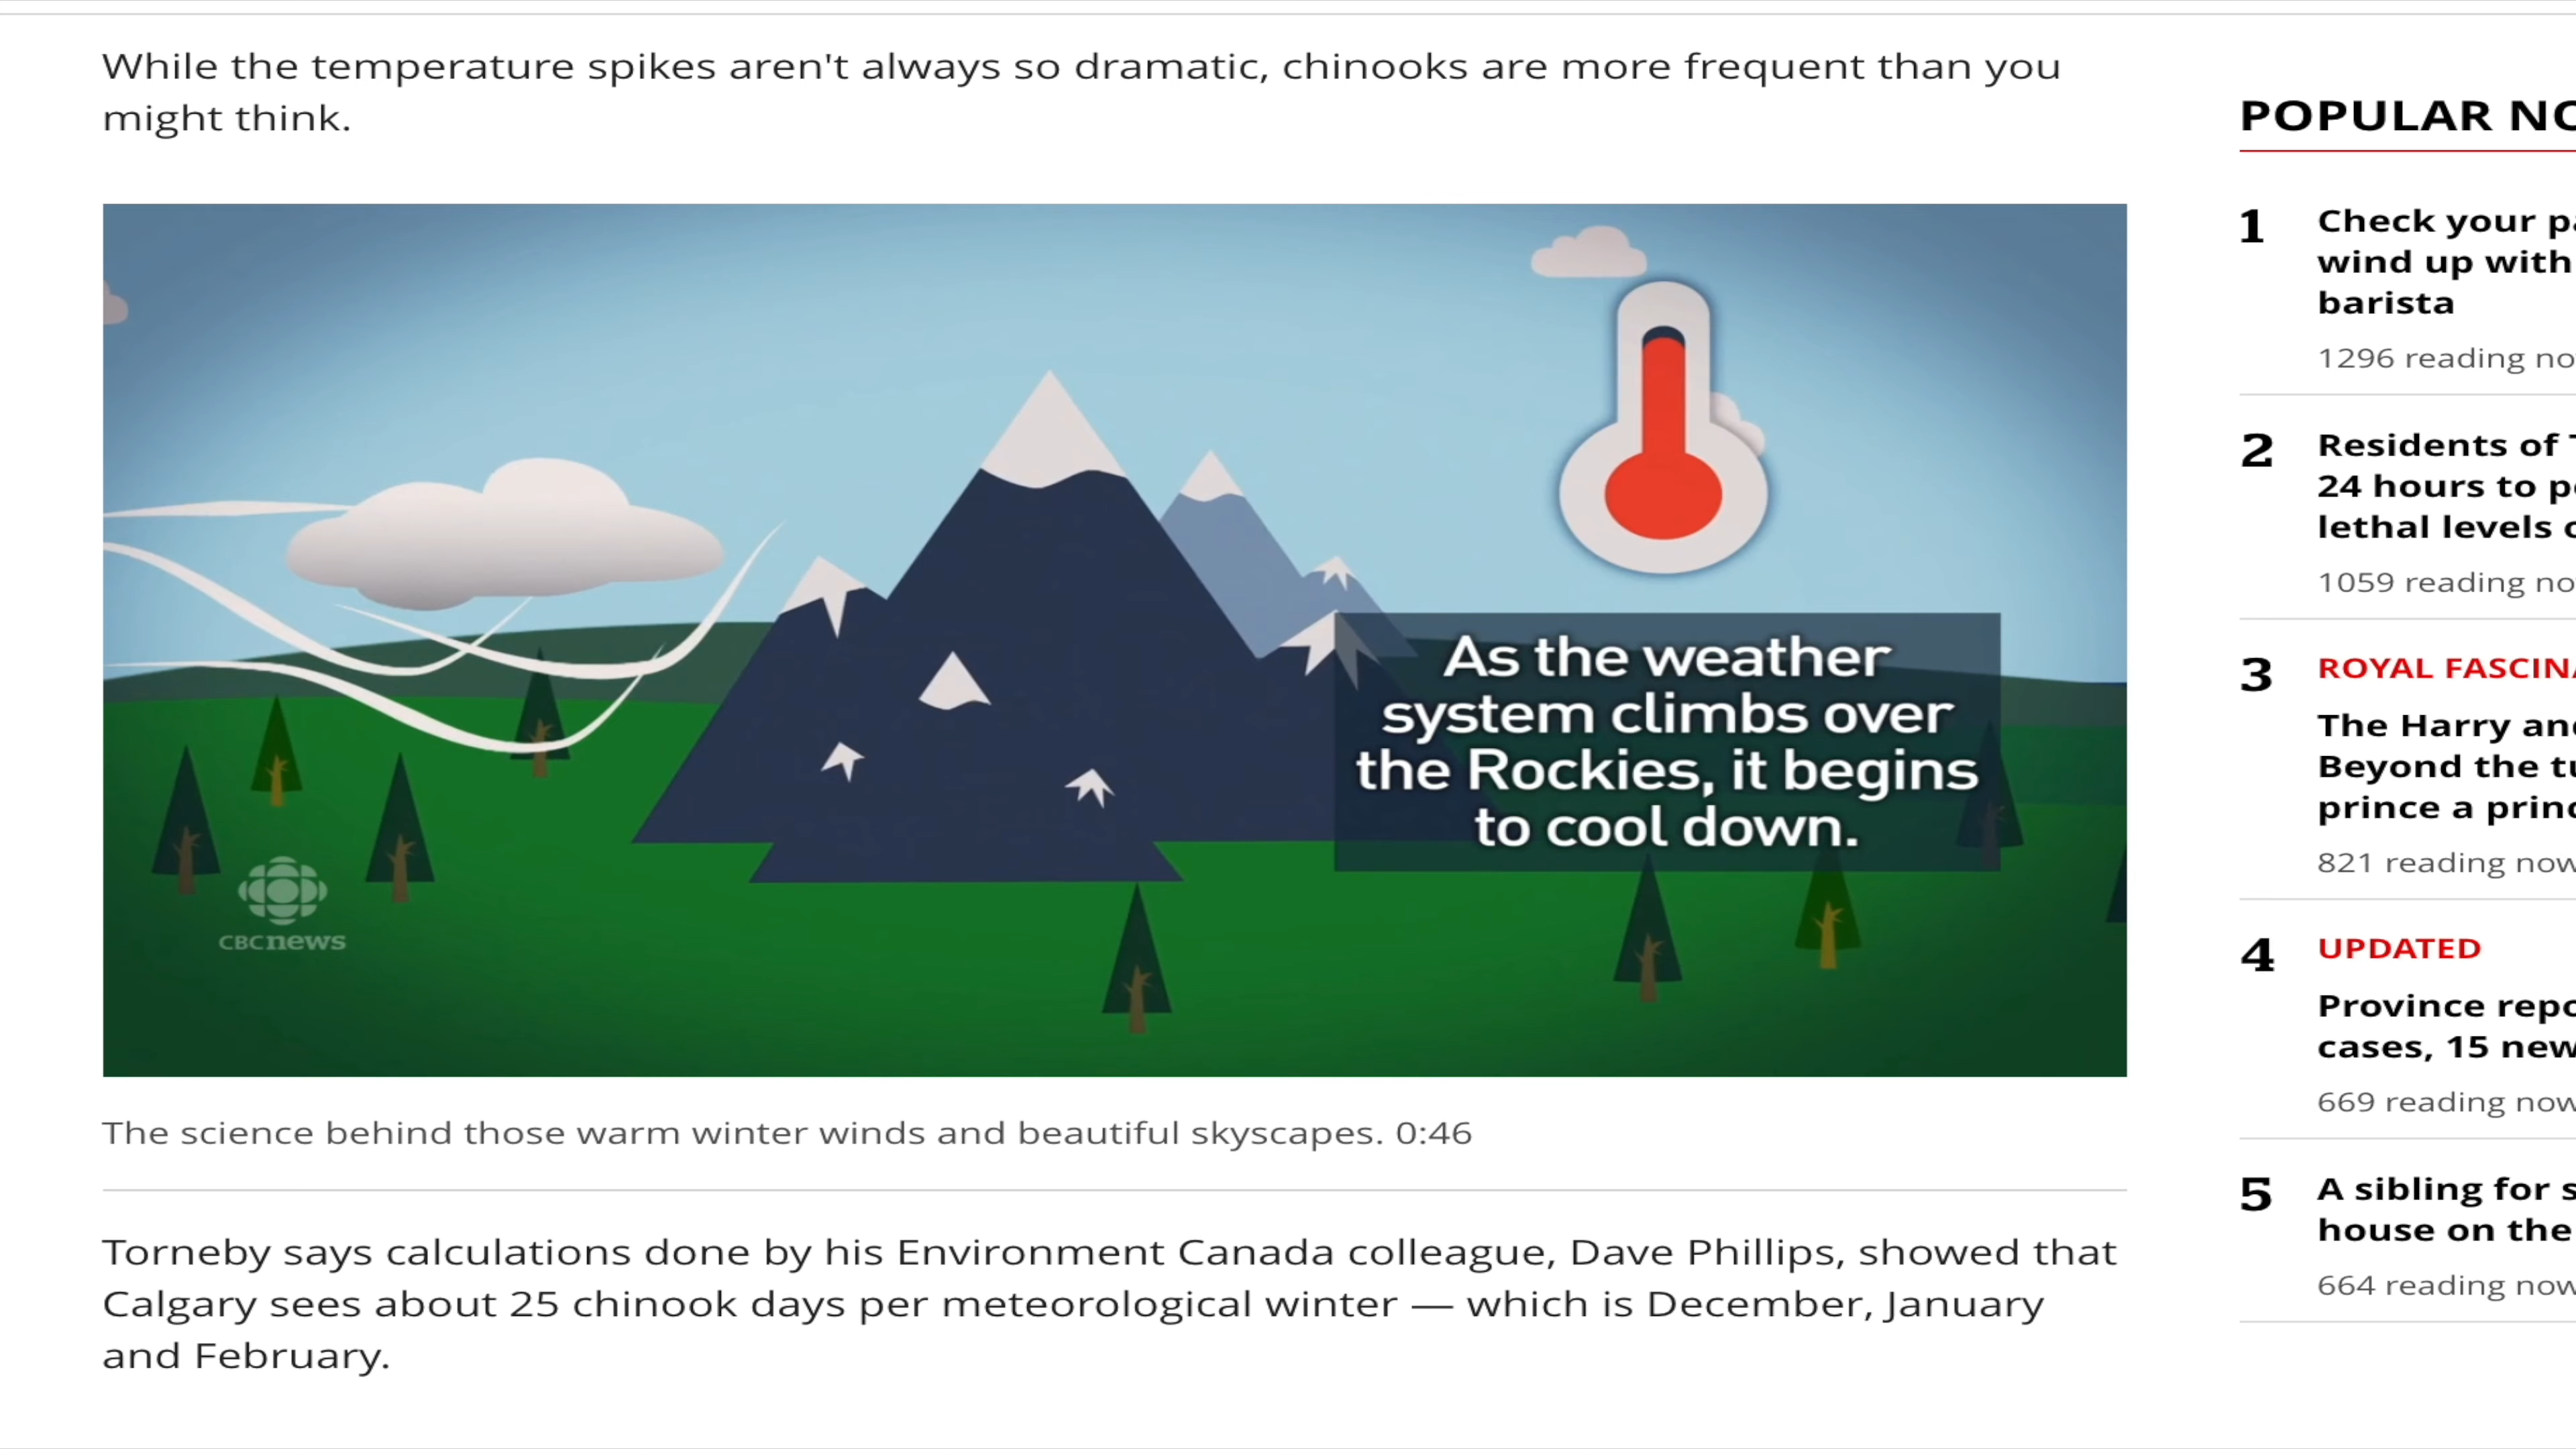 While the temperature spikes aren't always so dramatic, chinooks are more frequent than you
might think.
As the weather
system climbs over
the Rockies, it begins
to cool down.
CBCnews
The science behind those warm winter winds and beautiful skyscapes. 0:46
Torneby says calculations done by his Environment Canada colleague, Dave Phillips, showed that
Calgary sees about 25 chinook days per meteorological winter — which is December, January
and February.
POPULAR
1
Check your
wind up with
barista
1296 reading
2
Residents of
24 hours to
lethal levels
1059 reading
3
ROYAL
The Harry
Beyond the
prince a
821 reading
4
UPDATED
Province
cases, 15 new
669 reading
5
A sibling for
house on the
664 reading